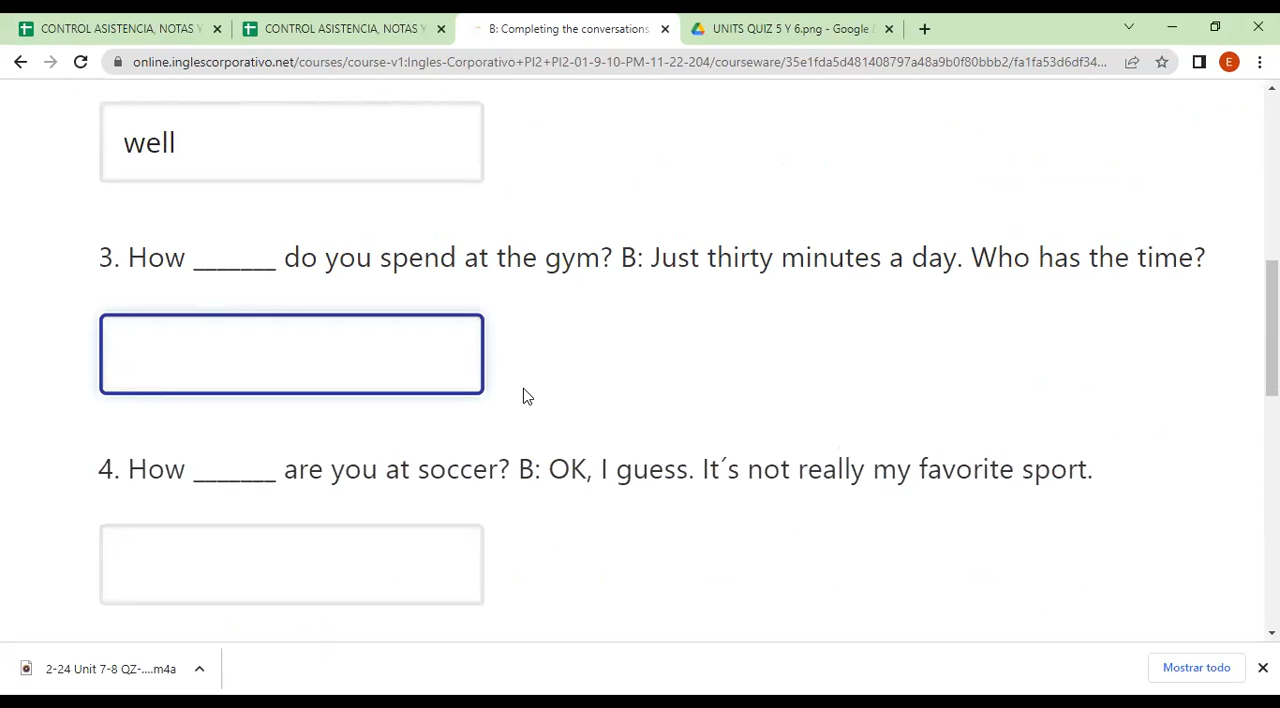 CONTROL ASISTENCIA, NOTAS Y
CONTROL ASISTENCIA, NOTAS Y
B: Completing the conversations
UNITS QUIZ 5 Y 6.png - Google
online.inglescorporativo.net/courses/course-v1:Ingles-Corporativo+PI2+PI2-01-9-10-PM-11-22-204/courseware/35e1fda5d481408797a48a9b0f80bbb2/fa1fa53d6df34...
E
well
3. How _______ do you spend at the gym? B: Just thirty minutes a day. Who has the time?
4. How _______ are you at soccer? B: OK, I guess. It´s not really my favorite sport.
2-24 Unit 7-8 QZ-....m4a
Mostrar todo